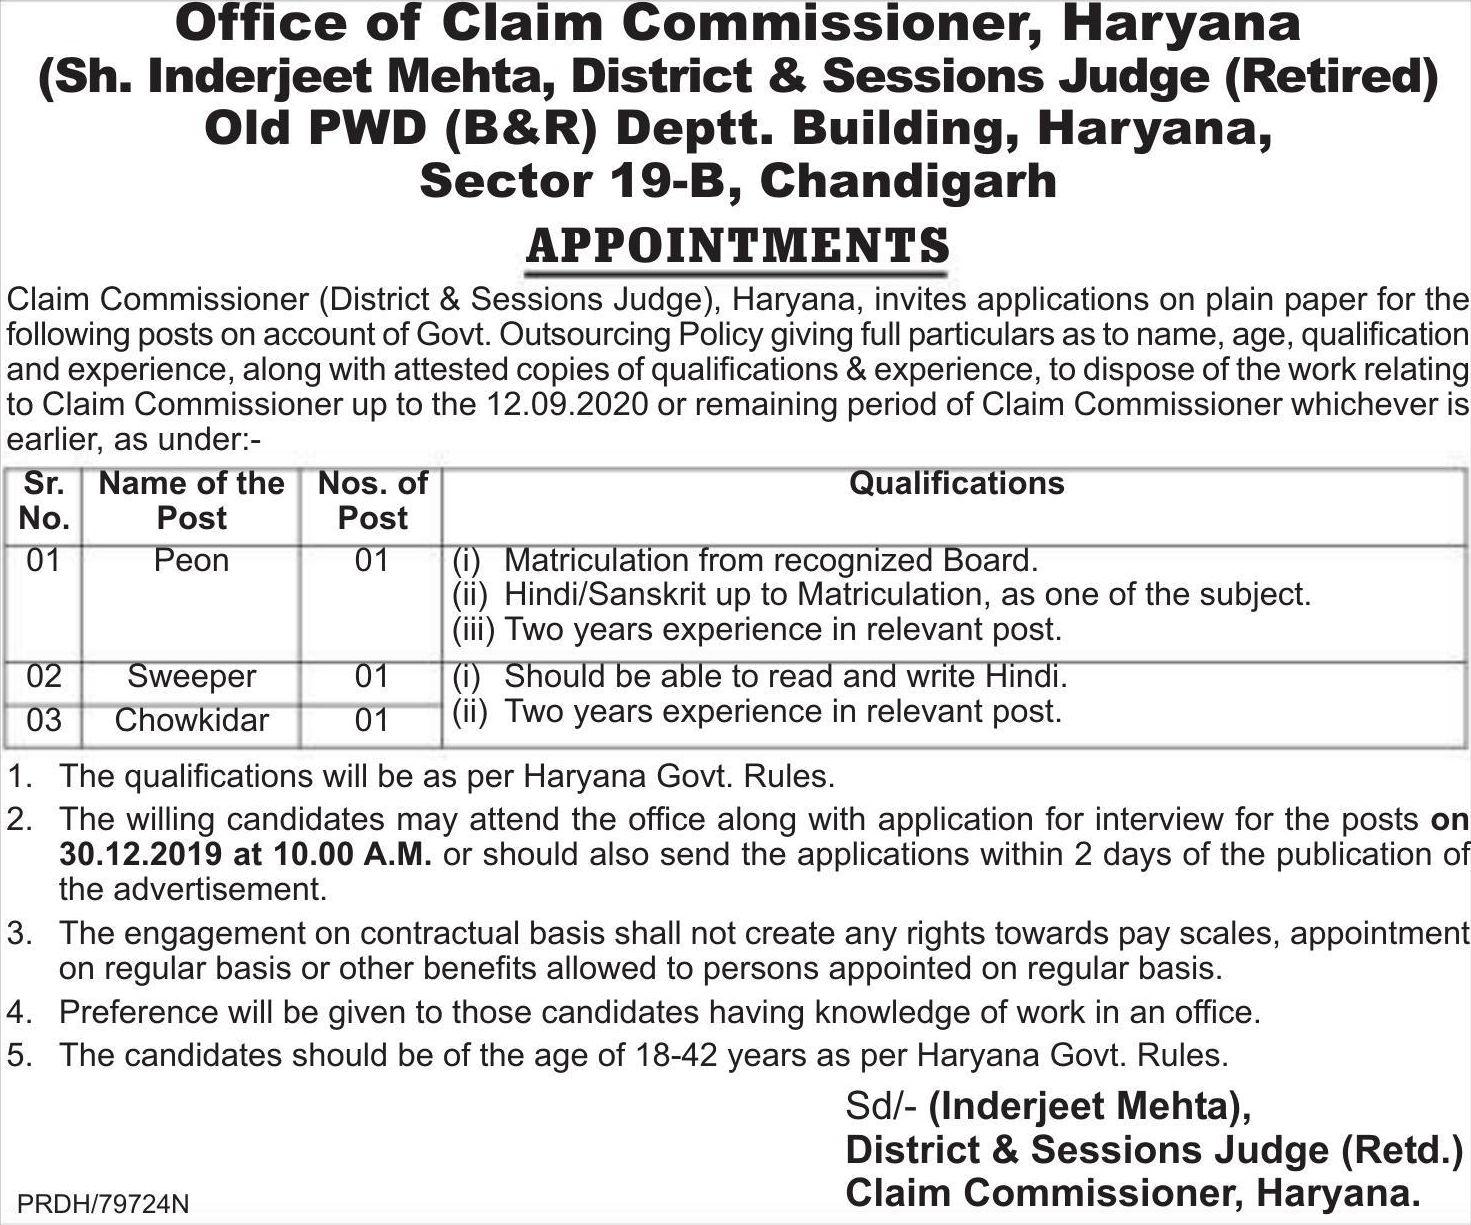 Office of Claim Commissioner, Haryana
(Sh. Inderjeet Mehta, District & Sessions Judge (Retired)
Old PWD (B&R) Deptt. Building, Haryana,
Sector 19-B, Chandigarh
APPOINTMENTS
Claim Commissioner (District & Sessions Judge), Haryana, invites applications on plain paper for the
following posts on account of Govt. Outsourcing Policy giving full particulars as to name, age, qualification
and experience, along with attested copies of qualifications & experience, to dispose of the work relating
to Claim Commissioner up to the 12.09.2020 or remaining period of Claim Commissioner whichever is
earlier, as under:-
Sr. No. Name of the Post Nos. of Post Qualifications
01 Peon 01 (i) Matriculation from recognized Board.
(ii) Hindi/Sanskrit up to Matriculation, as one of the subject.
(iii) Two years experience in relevant post.
02 Sweeper 01 (i) Should be able to read and write Hindi.
03 Chowkidar 01 (ii) Two years experience in relevant post.
1. The qualifications will be as per Haryana Govt. Rules.
2. The willing candidates may attend the office along with application for interview for the posts on
30.12.2019 at 10.00 A.M. or should also send the applications within 2 days of the publication of
the advertisement.
3. The engagement on contractual basis shall not create any rights towards pay scales, appointment
on regular basis or other benefits allowed to persons appointed on regular basis.
4. Preference will be given to those candidates having knowledge of work in an office.
5. The candidates should be of the age of 18-42 years as per Haryana Govt. Rules.
Sd/- (Inderjeet Mehta),
District & Sessions Judge (Retd.)
Claim Commissioner, Haryana.
PRDH/79724N